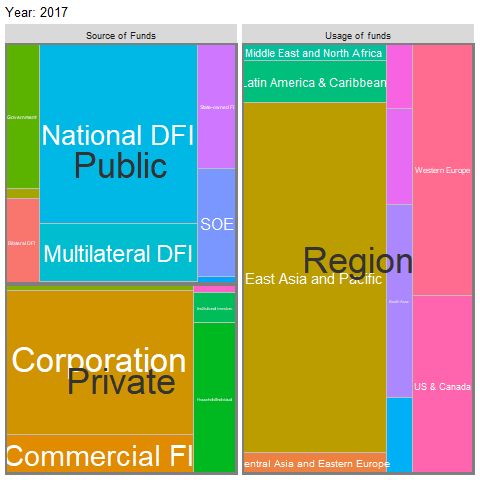 Year: 2017
Source of Funds
Usage of funds
Government
National DFI
Public
State-owned FI
SOE
Bilateral DFI
Multilateral DFI
Corporation
Private
Commercial FI
Institutional investors
Household/Individual
Middle East and North Africa
Latin America & Caribbean
East Asia and Pacific
Region
South Asia
Western Europe
US & Canada
Central Asia and Eastern Europe